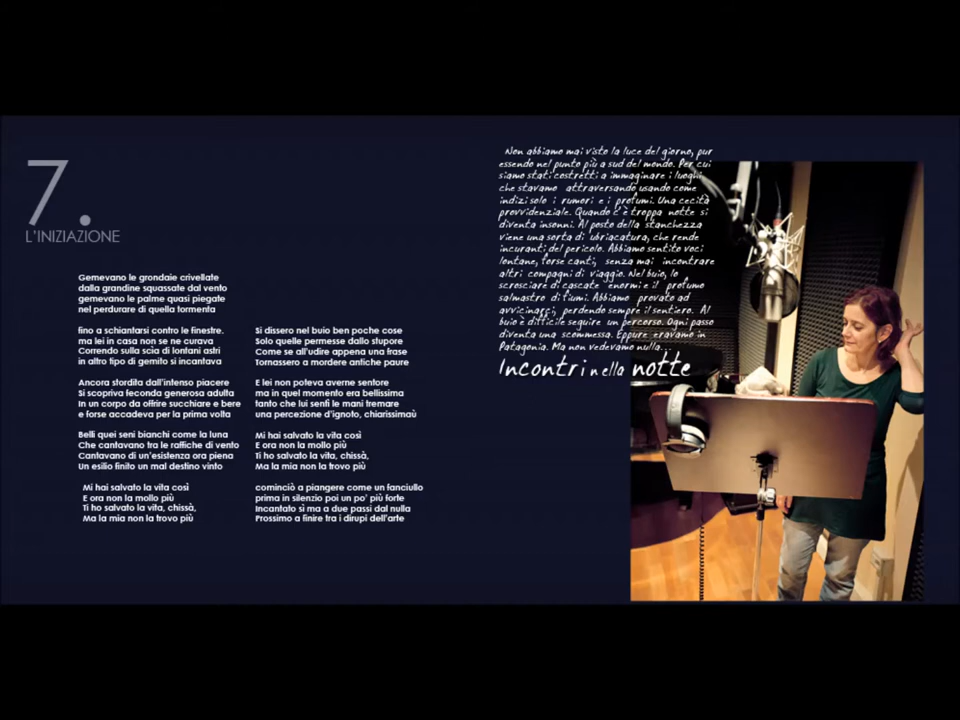 7.
L'INIZIAZIONE
Gemevano le grondaie crivellate
dalla grandine squassate dal vento
gemevano le palme quasi piegate
nel perdurare di quella tormenta
fino a schiantarsi contro le finestre.
ma lei in casa non se ne curava
Correndo sulla scia di lontani astri
in altro tipo di gemito si incantava
Ancora stordita dall'intenso piacere
Si scopriva feconda generosa adulta
In un corpo da offrire succhiare e bere
e forse accadeva per la prima volta
Belli quei seni bianchi come la luna
Che cantavano tra le raffiche di vento
Cantavano di un'esistenza ora piena
Un esilio finito un mal destino vinto
Mi hai salvato la vita così
E ora non la mollo più
Ti ho salvato la vita, chissà,
Ma la mia non la trovo più
Si dissero nel buio ben poche cose
Solo quelle permesse dallo stupore
Come se all'udire appena una frase
Tornassero a mordere antiche paure
E lei non poteva averne sentore
ma in quel momento era bellissima
tanto che lui sentì le mani tremare
una percezione d'ignoto, chiarissimaù
Mi hai salvato la vita così
E ora non la mollo più
Ti ho salvato la vita, chissà,
Ma la mia non la trovo più
cominciò a piangere come un fanciullo
prima in silenzio poi un po' più forte
Incantato sì ma a due passi dal nulla
Prossimo a finire tra i dirupi dell'arte
Non abbiamo mai visto la luce del giorno, pur
essendo nel punto più a sud del mondo. Per cui
siamo stati costretti a immaginare i luoghi
che stavamo attraversando usando come
indizi solo i rumori e i profumi. Una cecità
provvidenziale. Quando c'è troppa notte si
diventa insonni. Al posto della stanchezza
viene una sorta di ubriacatura, che rende
incuranti del pericolo. Abbiamo sentito voci
lontane, forse canti, senza mai incontrare
altri compagni di viaggio. Nel buio, lo
scrosciare di cascate enormi e il profumo
salmastro di fiumi. Abbiamo provato ad
avvicinarci, perdendo sempre il sentiero. Al
buio è difficile seguire un percorso. Ogni passo
diventa una scommessa. Eppure eravamo in
Patagonia. Ma non vedevamo nulla...
Incontri nella notte